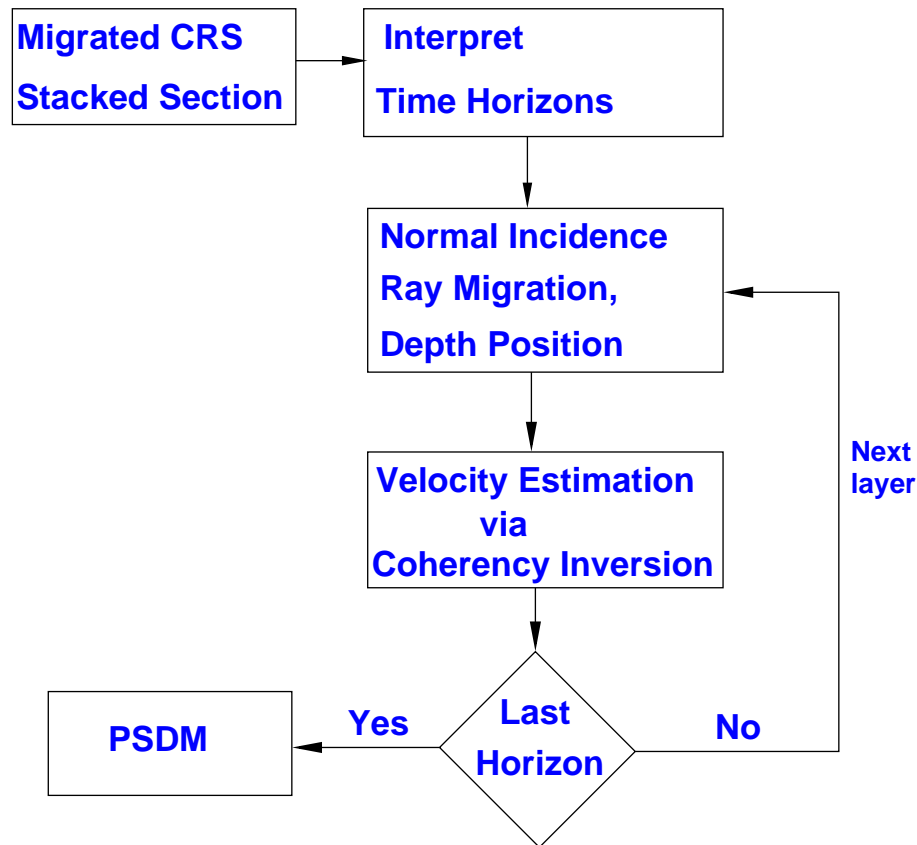 Migrated CRS
Stacked Section
Interpret
Time Horizons
Normal Incidence
Ray Migration,
Depth Position
Velocity Estimation
via
Coherency Inversion
Next
layer
Last
Horizon
Yes
No
PSDM